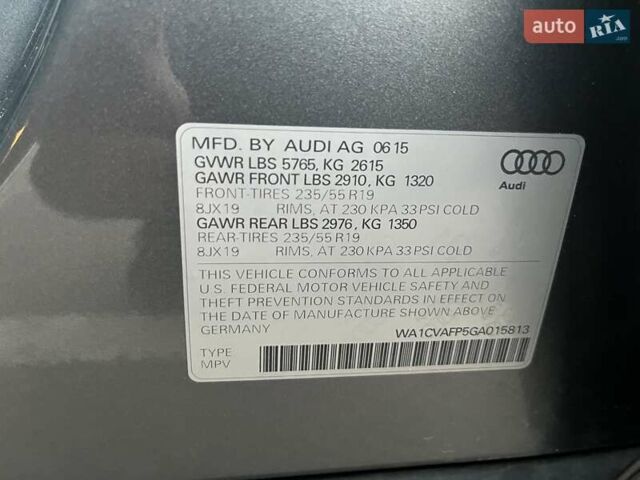 auto RIA.com
MFD. BY AUDI AG 06 15
GVWR LBS 5765, KG 2615
GAWR FRONT LBS 2910, KG 1320
FRONT-TIRES 235/55 R19
8JX19 RIMS, AT 230 KPA 33 PSI COLD
GAWR REAR LBS 2976, KG 1350
REAR-TIRES 235/55 R19
8JX19 RIMS, AT 230 KPA 33 PSI COLD
Audi
THIS VEHICLE CONFORMS TO ALL APPLICABLE
U.S. FEDERAL MOTOR VEHICLE SAFETY AND
THEFT PREVENTION STANDARDS IN EFFECT ON
THE DATE OF MANUFACTURE SHOWN ABOVE.
GERMANY
WA1CVAFP5GA015813
TYPE:
MPV